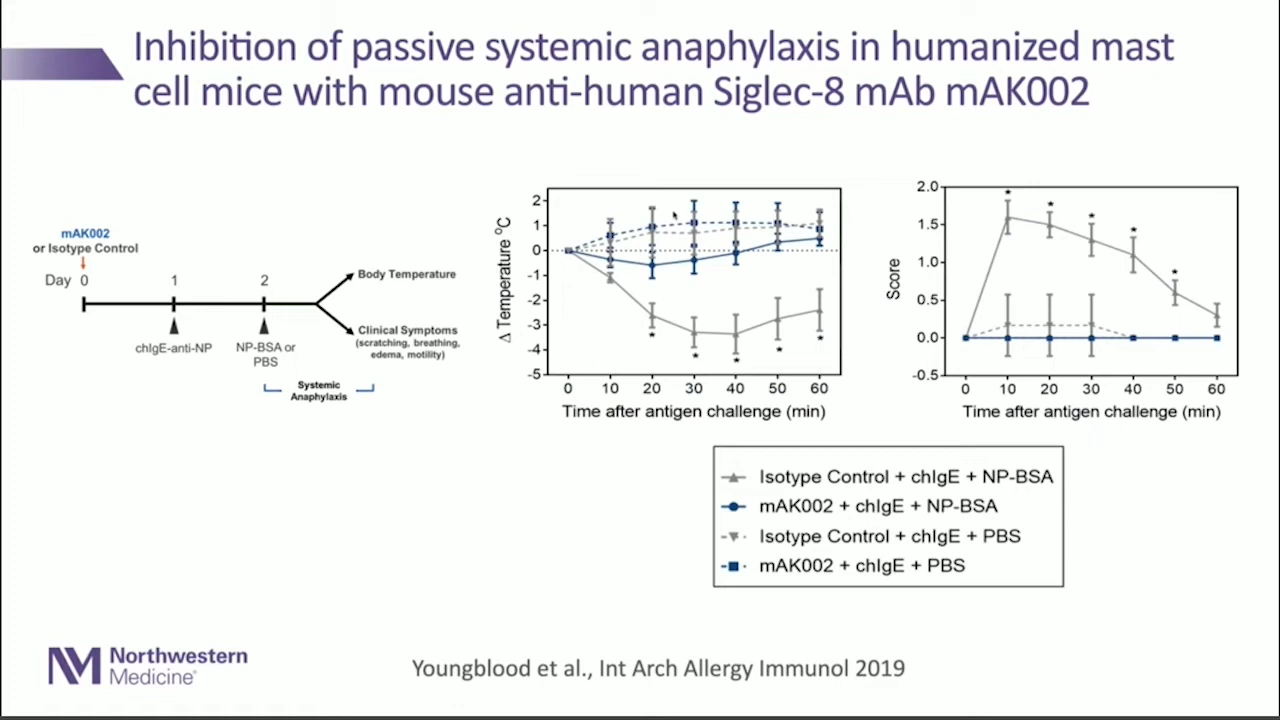 Inhibition of passive systemic anaphylaxis in humanized mast
cell mice with mouse anti-human Siglec-8 mAb mAK002
mAK002
or Isotype Control
Day 0 1 2
chIgE-anti-NP
NP-BSA or
PBS
Body Temperature
Clinical Symptoms
(scratching, breathing,
edema, motility)
Systemic
Anaphylaxis
Δ Temperature °C
2
1
0
-1
-2
-3
-4
-5
0 10 20 30 40 50 60
Time after antigen challenge (min)
* * * * *
Score
2.0
1.5
1.0
0.5
0.0
-0.5
0 10 20 30 40 50 60
Time after antigen challenge (min)
* * * * *
Isotype Control + chIgE + NP-BSA
mAK002 + chIgE + NP-BSA
Isotype Control + chIgE + PBS
mAK002 + chIgE + PBS
NM Northwestern
Medicine®
Youngblood et al., Int Arch Allergy Immunol 2019